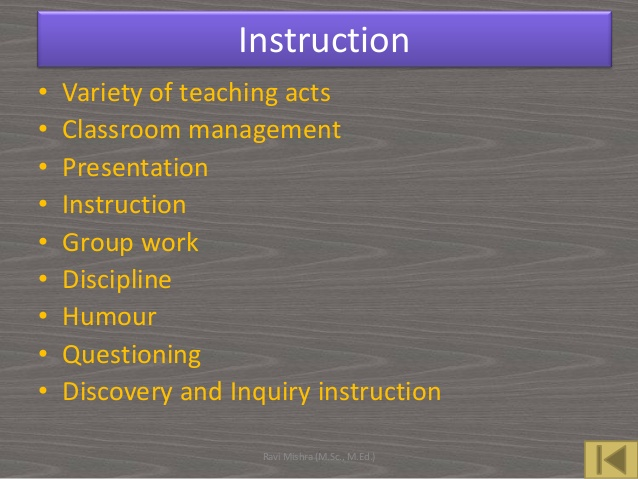 Instruction
• Variety of teaching acts
• Classroom management
• Presentation
• Instruction
• Group work
• Discipline
• Humour
• Questioning
• Discovery and Inquiry instruction
Ravi Mishra (M.Sc., M.Ed.)